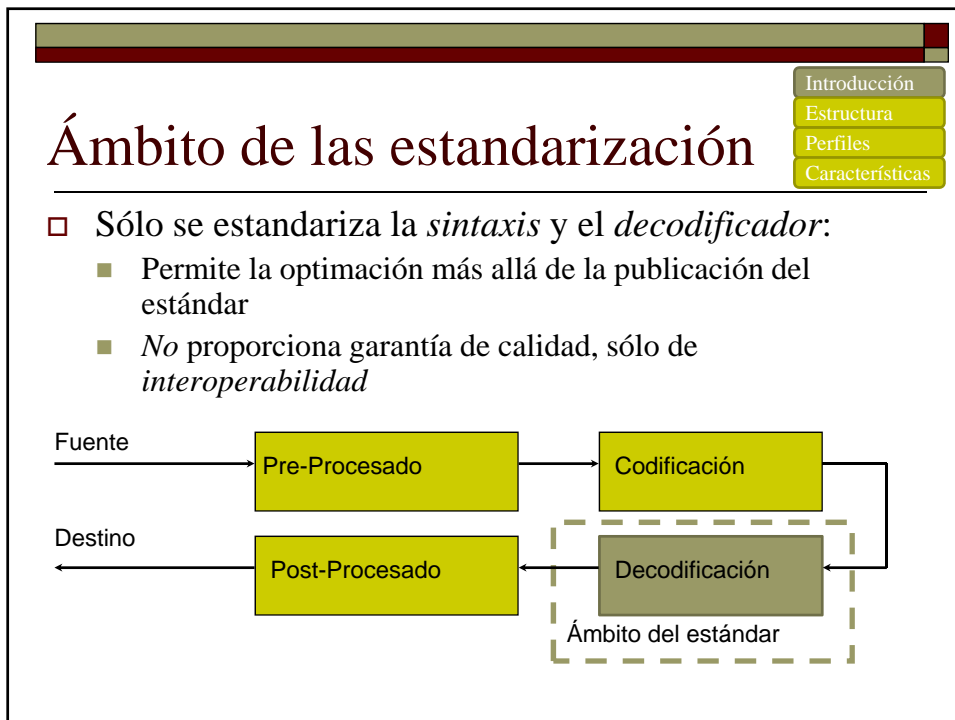 Introducción
Estructura
Perfiles
Características
Ámbito de las estandarización
Sólo se estandariza la sintaxis y el decodificador:
Permite la optimación más allá de la publicación del
estándar
No proporciona garantía de calidad, sólo de
interoperabilidad
Fuente
Pre-Procesado
Codificación
Destino
Post-Procesado
Decodificación
Ámbito del estándar